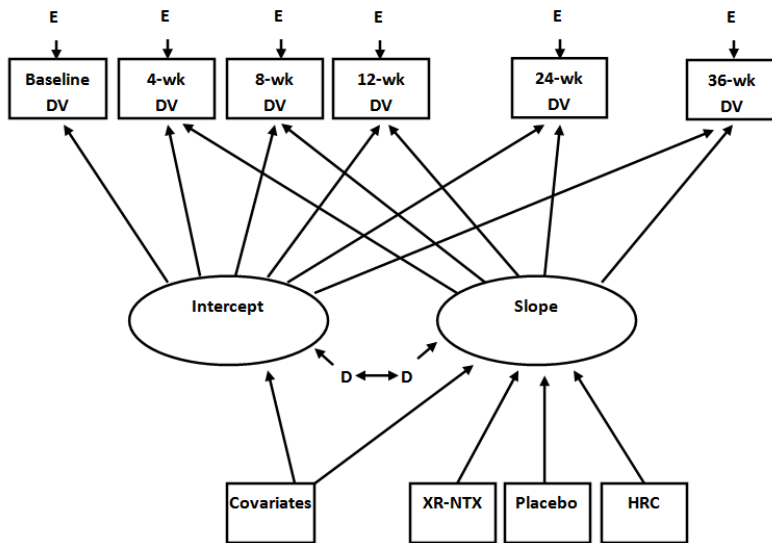 E E E E E E
Baseline 4-wk 8-wk 12-wk 24-wk 36-wk
DV DV DV DV DV DV
Intercept Slope
D D
Covariates XR-NTX Placebo HRC